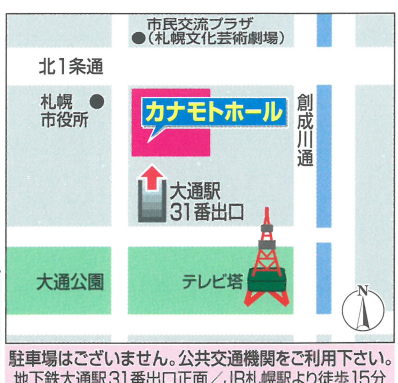 市民交流プラザ
●(札幌文化芸術劇場)
北1条通
札幌
市役所
カナモトホール
創成川通
大通駅
31番出口
大通公園
テレビ塔
N
駐車場はございません。公共交通機関をご利用下さい。
地下鉄大通駅31番出口正面／JR札幌駅より徒歩15分